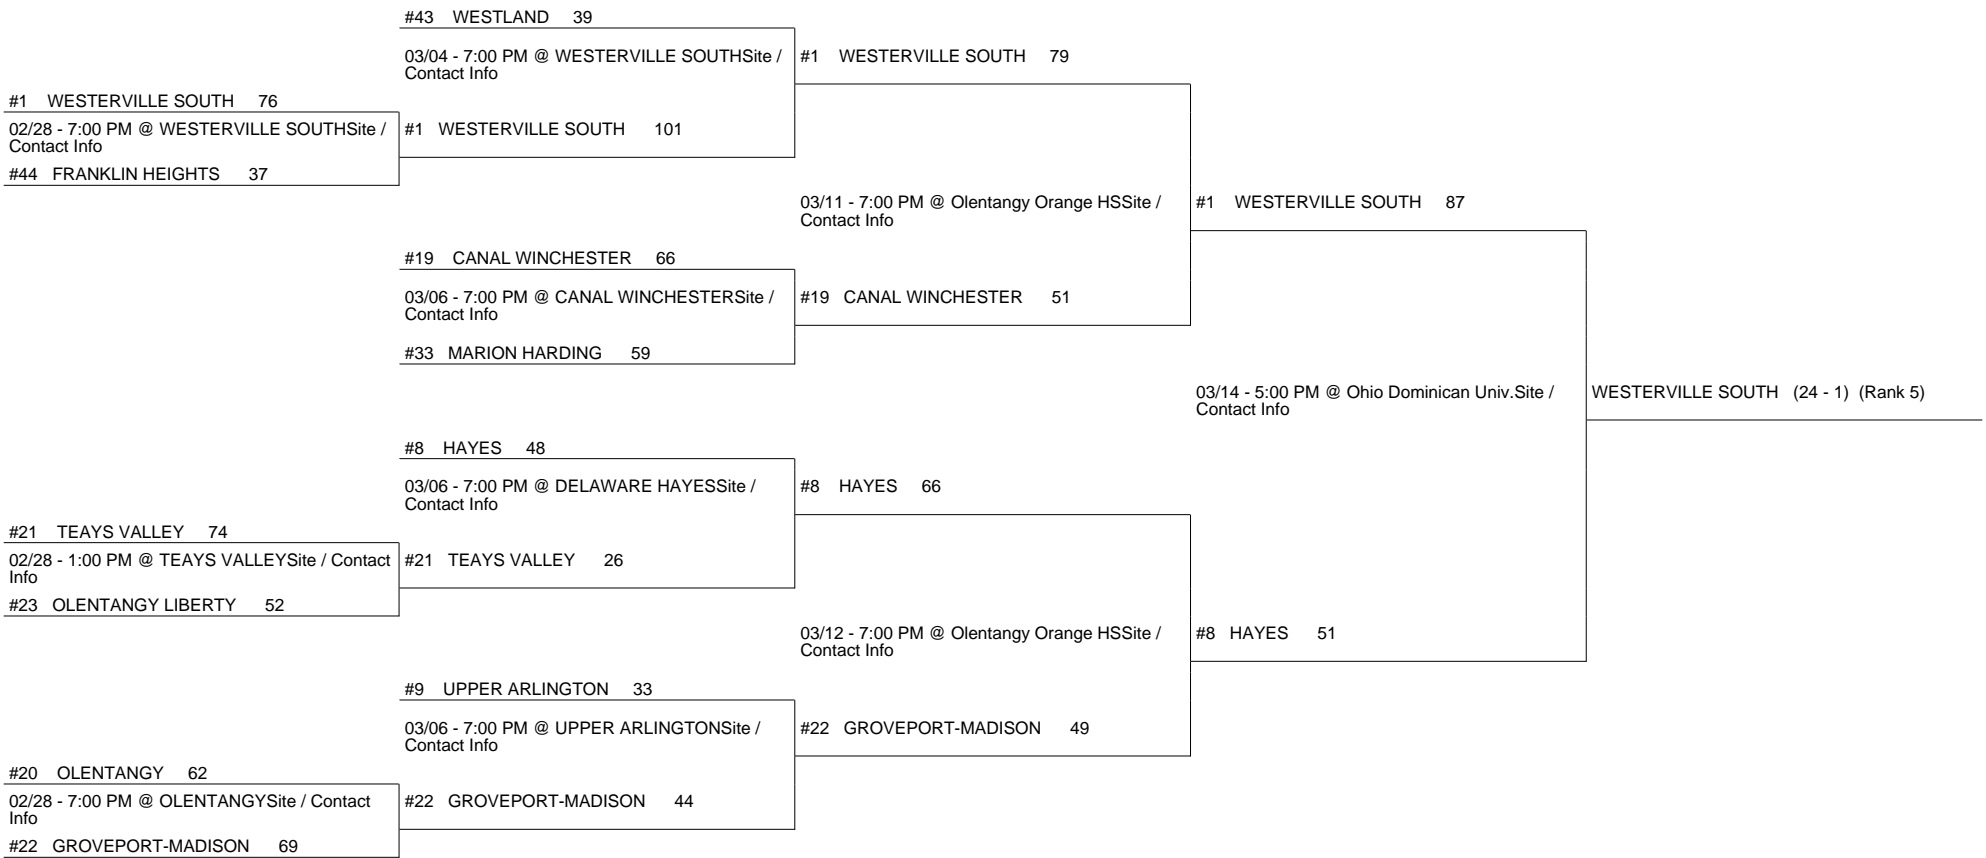 #1 WESTERVILLE SOUTH 76
02/28 - 7:00 PM @ WESTERVILLE SOUTHSite /
Contact Info
#44 FRANKLIN HEIGHTS 37
#21 TEAYS VALLEY 74
02/28 - 1:00 PM @ TEAYS VALLEYSite / Contact
Info
#23 OLENTANGY LIBERTY 52
#20 OLENTANGY 62
02/28 - 7:00 PM @ OLENTANGYSite / Contact
Info
#22 GROVEPORT-MADISON 69
#43 WESTLAND 39
03/04 - 7:00 PM @ WESTERVILLE SOUTHSite /
Contact Info
#1 WESTERVILLE SOUTH 101
#19 CANAL WINCHESTER 66
03/06 - 7:00 PM @ CANAL WINCHESTERSite /
Contact Info
#33 MARION HARDING 59
#8 HAYES 48
03/06 - 7:00 PM @ DELAWARE HAYESSite /
Contact Info
#21 TEAYS VALLEY 26
#9 UPPER ARLINGTON 33
03/06 - 7:00 PM @ UPPER ARLINGTONSite /
Contact Info
#22 GROVEPORT-MADISON 44
#1 WESTERVILLE SOUTH 79
03/11 - 7:00 PM @ Olentangy Orange HSSite /
Contact Info
#19 CANAL WINCHESTER 51
#8 HAYES 66
03/12 - 7:00 PM @ Olentangy Orange HSSite /
Contact Info
#22 GROVEPORT-MADISON 49
#1 WESTERVILLE SOUTH 87
03/14 - 5:00 PM @ Ohio Dominican Univ.Site /
Contact Info
#8 HAYES 51
WESTERVILLE SOUTH (24 - 1) (Rank 5)